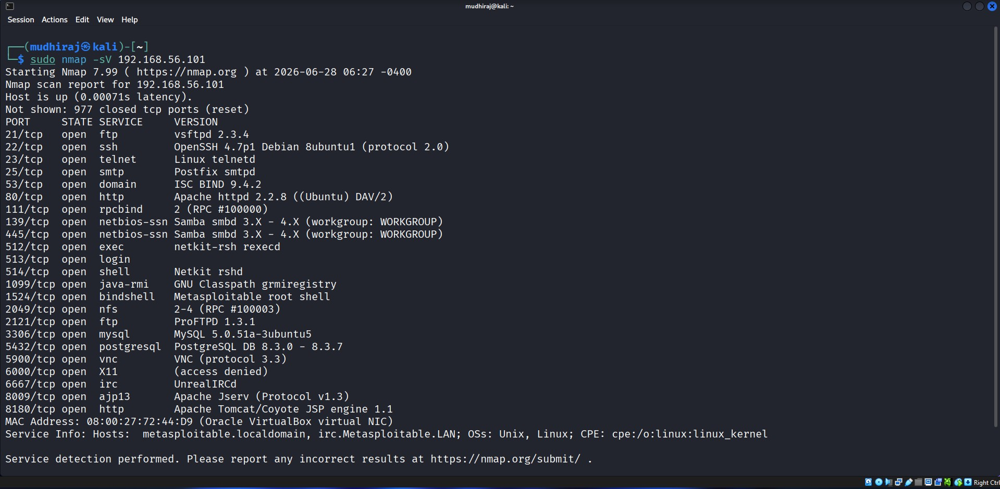 mudhiraj@kali: ~
Session Actions Edit View Help
┌──(mudhiraj㉿kali)-[~]
└─$ sudo nmap -sV 192.168.56.101
Starting Nmap 7.99 ( https://nmap.org ) at 2026-06-28 06:27 -0400
Nmap scan report for 192.168.56.101
Host is up (0.00071s latency).
Not shown: 977 closed tcp ports (reset)
PORT     STATE SERVICE     VERSION
21/tcp   open  ftp         vsftpd 2.3.4
22/tcp   open  ssh         OpenSSH 4.7p1 Debian 8ubuntu1 (protocol 2.0)
23/tcp   open  telnet      Linux telnetd
25/tcp   open  smtp        Postfix smtpd
53/tcp   open  domain      ISC BIND 9.4.2
80/tcp   open  http        Apache httpd 2.2.8 ((Ubuntu) DAV/2)
111/tcp  open  rpcbind     2 (RPC #100000)
139/tcp  open  netbios-ssn Samba smbd 3.X - 4.X (workgroup: WORKGROUP)
445/tcp  open  netbios-ssn Samba smbd 3.X - 4.X (workgroup: WORKGROUP)
512/tcp  open  exec        netkit-rsh rexecd
513/tcp  open  login
514/tcp  open  shell       Netkit rshd
1099/tcp open  java-rmi    GNU Classpath grmiregistry
1524/tcp open  bindshell   Metasploitable root shell
2049/tcp open  nfs         2-4 (RPC #100003)
2121/tcp open  ftp         ProFTPD 1.3.1
3306/tcp open  mysql       MySQL 5.0.51a-3ubuntu5
5432/tcp open  postgresql  PostgreSQL DB 8.3.0 - 8.3.7
5900/tcp open  vnc         VNC (protocol 3.3)
6000/tcp open  X11         (access denied)
6667/tcp open  irc         UnrealIRCd
8009/tcp open  ajp13       Apache Jserv (Protocol v1.3)
8180/tcp open  http        Apache Tomcat/Coyote JSP engine 1.1
MAC Address: 08:00:27:72:44:D9 (Oracle VirtualBox virtual NIC)
Service Info: Hosts:  metasploitable.localdomain, irc.Metasploitable.LAN; OSs: Unix, Linux; CPE: cpe:/o:linux:linux_kernel
Service detection performed. Please report any incorrect results at https://nmap.org/submit/ .
Right Ctrl